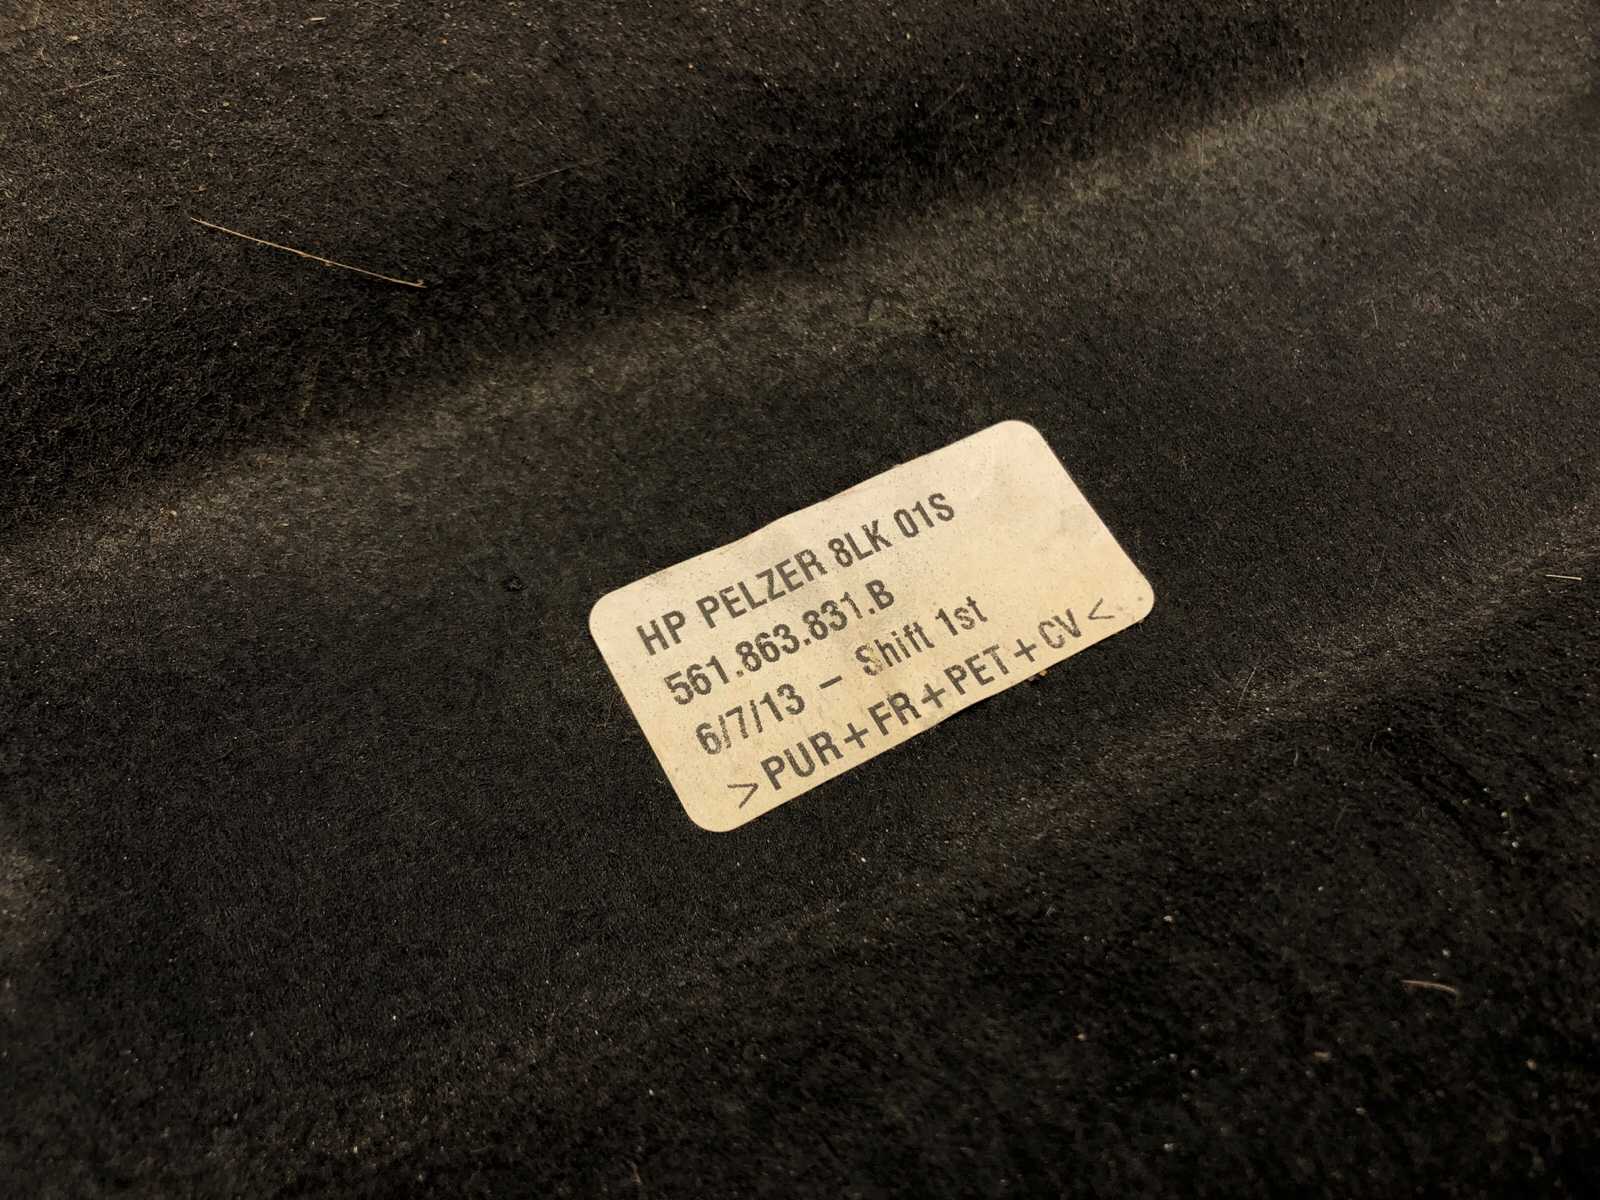 HP PELZER 8LK 01S
561.863.831.B
6/7/13 – Shift 1st
>PUR+FR+PET+CV<